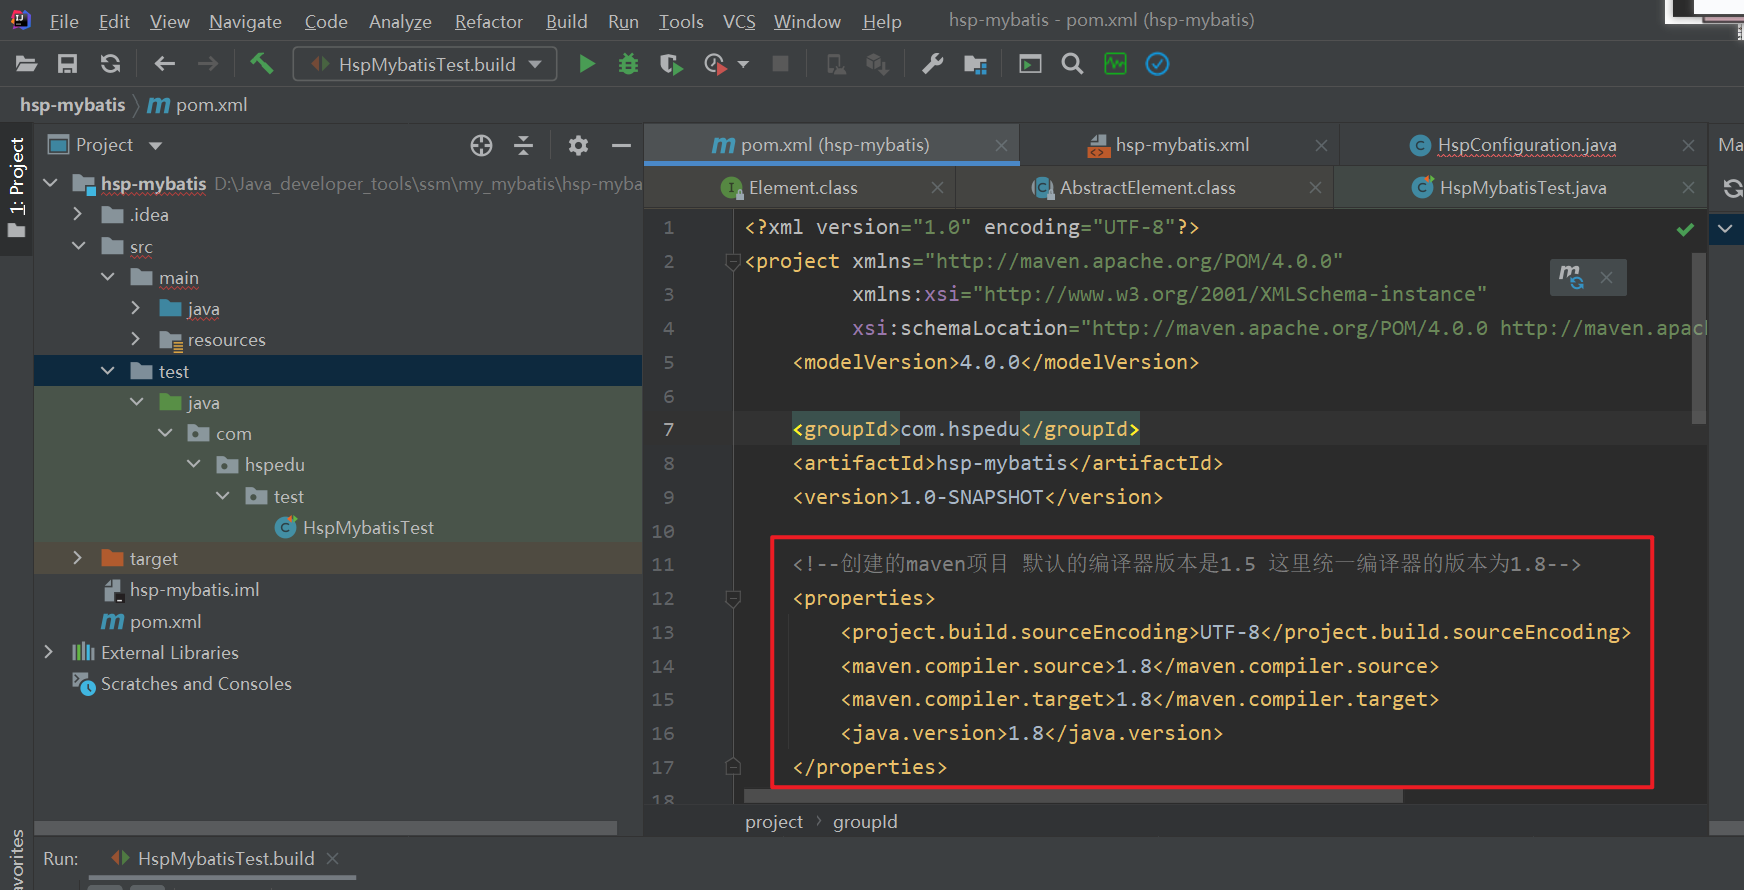 File Edit View Navigate Code Analyze Refactor Build Run Tools VCS Window Help hsp-mybatis - pom.xml (hsp-mybatis)
HspMybatisTest.build
hsp-mybatis pom.xml
1: Project
Project
hsp-mybatis D:\Java_developer_tools\ssm\my_mybatis\hsp-myba
.idea
src
main
java
resources
test
java
com
hspedu
test
HspMybatisTest
target
hsp-mybatis.iml
pom.xml
External Libraries
Scratches and Consoles
pom.xml (hsp-mybatis) hsp-mybatis.xml HspConfiguration.java Ma
Element.class AbstractElement.class HspMybatisTest.java
1 <?xml version="1.0" encoding="UTF-8"?>
2 <project xmlns="http://maven.apache.org/POM/4.0.0"
3 xmlns:xsi="http://www.w3.org/2001/XMLSchema-instance"
4 xsi:schemaLocation="http://maven.apache.org/POM/4.0.0 http://maven.apac
5 <modelVersion>4.0.0</modelVersion>
6
7 <groupId>com.hspedu</groupId>
8 <artifactId>hsp-mybatis</artifactId>
9 <version>1.0-SNAPSHOT</version>
10
11 <!--创建的maven项目 默认的编译器版本是1.5 这里统一编译器的版本为1.8-->
12 <properties>
13 <project.build.sourceEncoding>UTF-8</project.build.sourceEncoding>
14 <maven.compiler.source>1.8</maven.compiler.source>
15 <maven.compiler.target>1.8</maven.compiler.target>
16 <java.version>1.8</java.version>
17 </properties>
18
project groupId
avorites
Run: HspMybatisTest.build